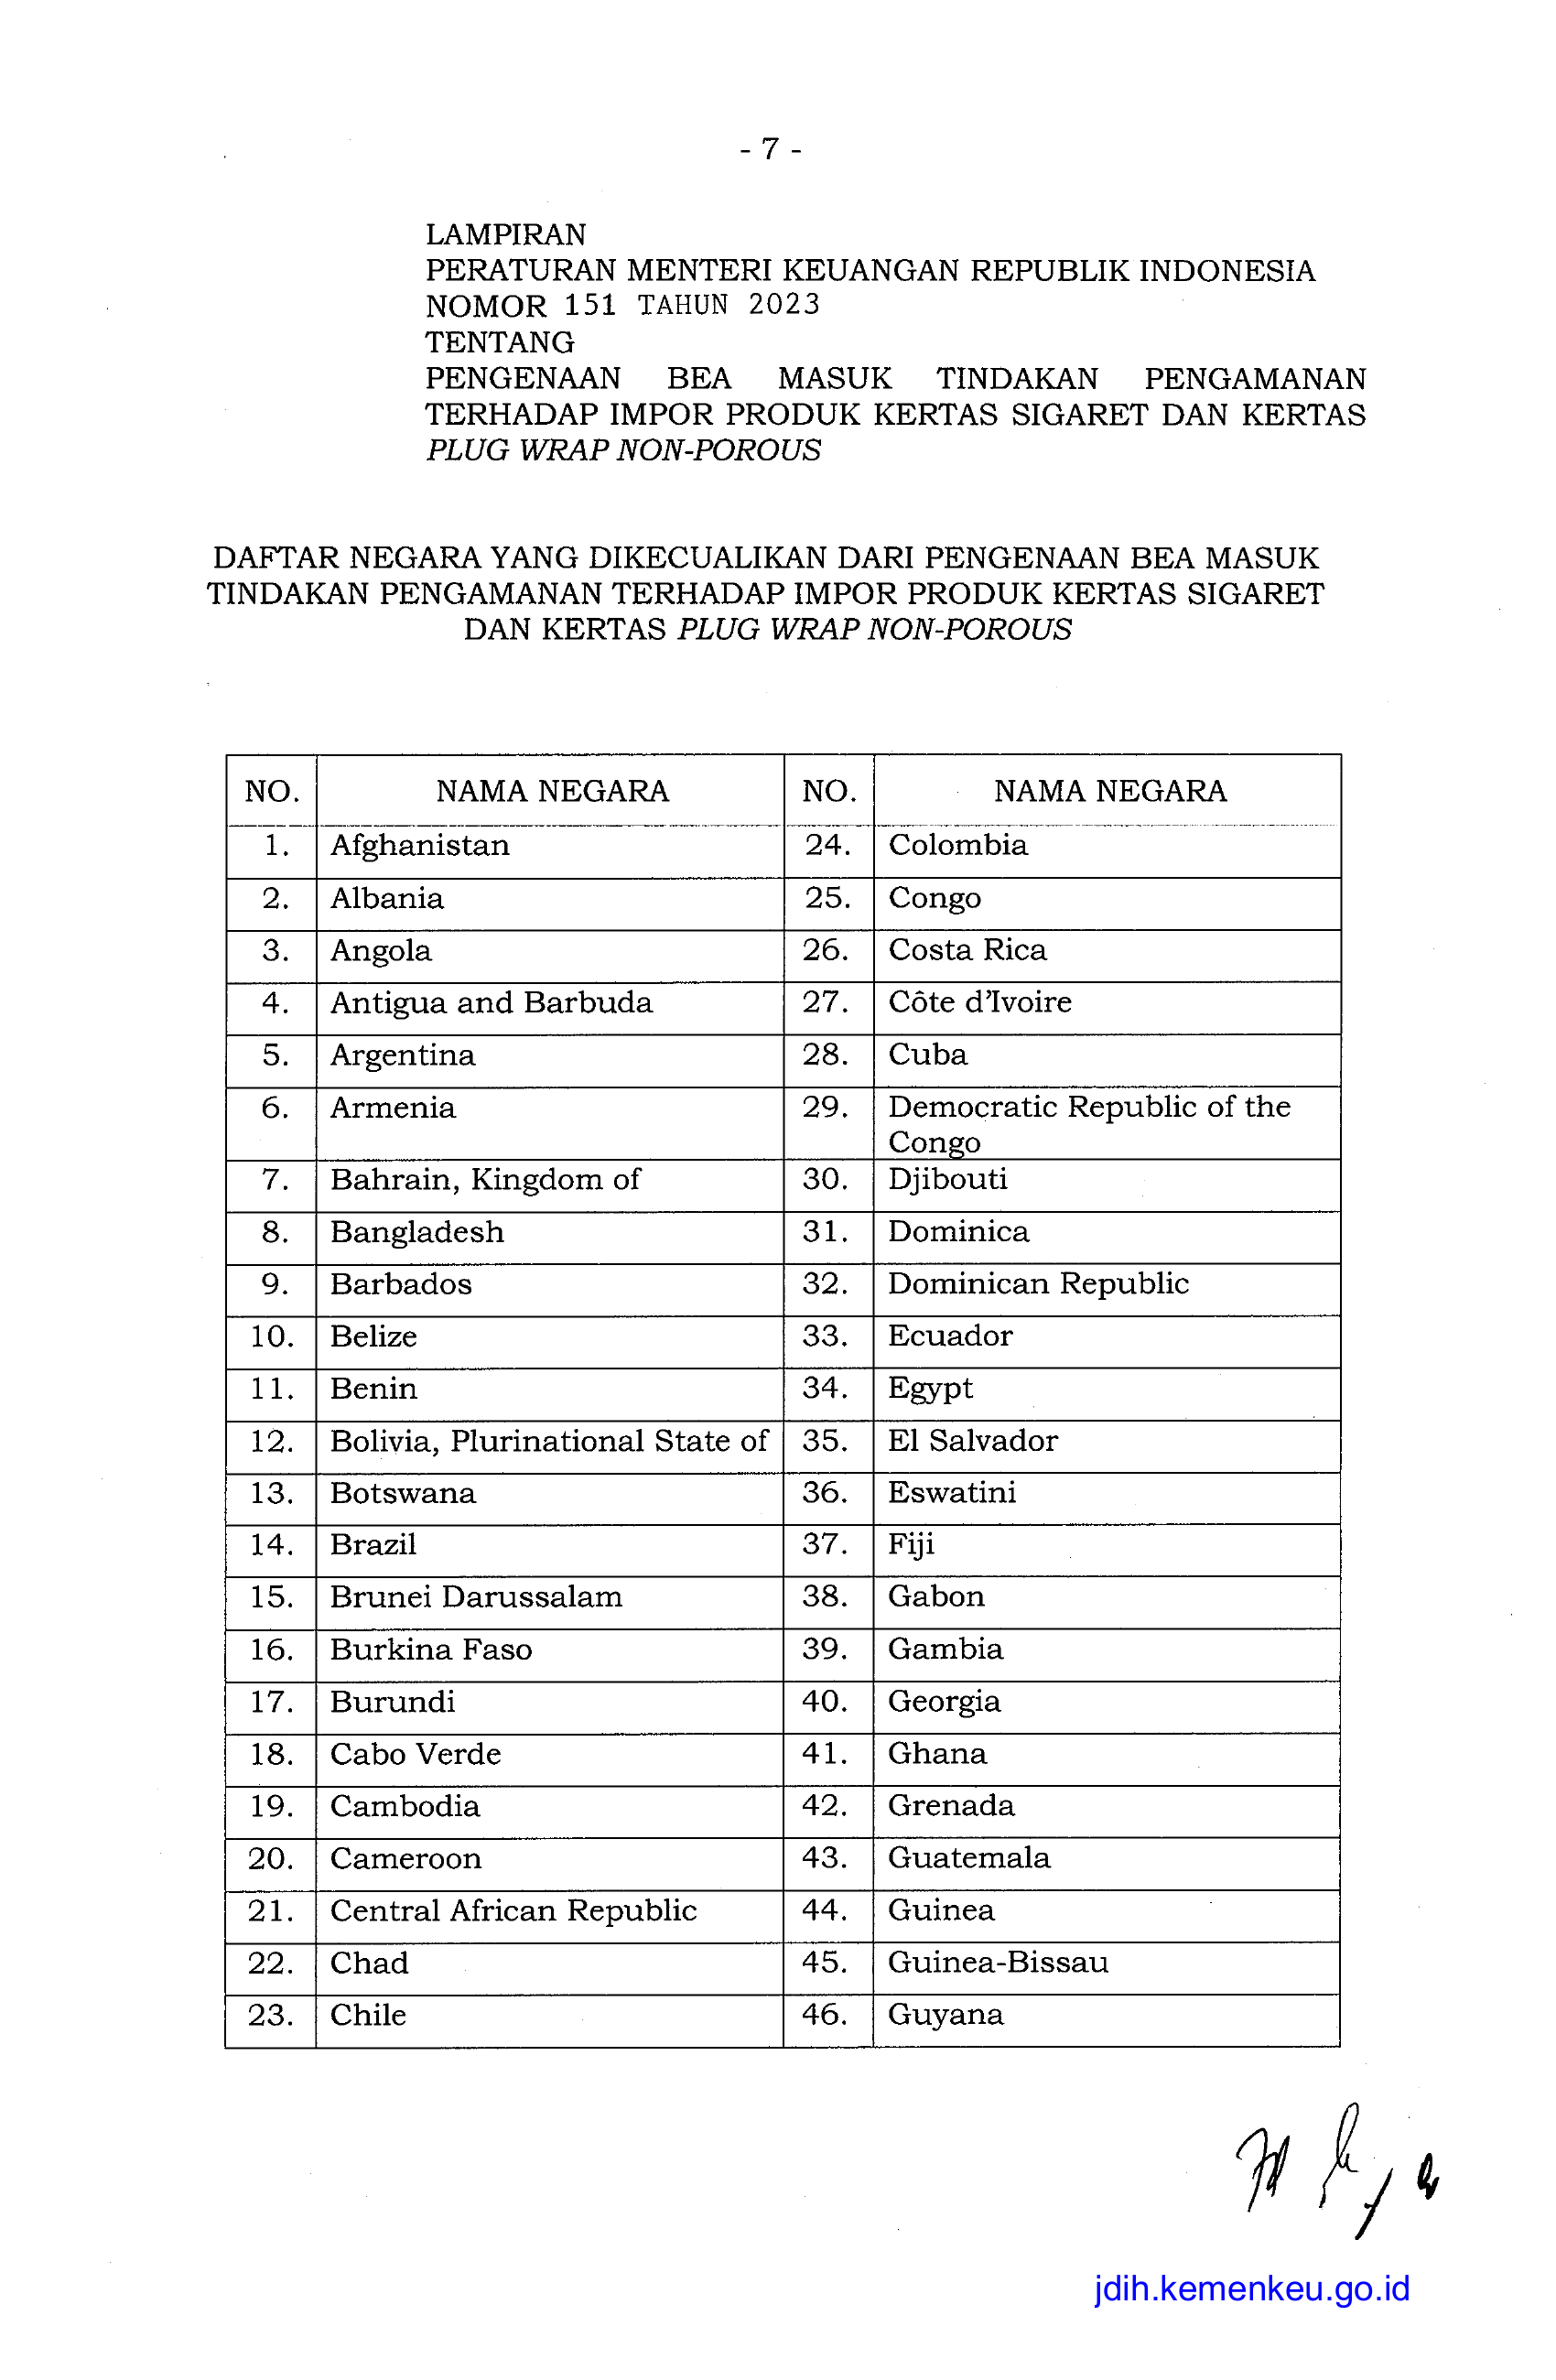 - 7 -
LAMPIRAN
PERATURAN MENTERI KEUANGAN REPUBLIK INDONESIA
NOMOR 151 TAHUN 2023
TENTANG
PENGENAAN BEA MASUK TINDAKAN PENGAMANAN
TERHADAP IMPOR PRODUK KERTAS SIGARET DAN KERTAS
PLUG WRAP NON-POROUS
DAFTAR NEGARA YANG DIKECUALIKAN DARI PENGENAAN BEA MASUK
TINDAKAN PENGAMANAN TERHADAP IMPOR PRODUK KERTAS SIGARET
DAN KERTAS PLUG WRAP NON-POROUS
NO. NAMA NEGARA NO. NAMA NEGARA
1. Afghanistan 24. Colombia
2. Albania 25. Congo
3. Angola 26. Costa Rica
4. Antigua and Barbuda 27. Côte d’Ivoire
5. Argentina 28. Cuba
6. Armenia 29. Democratic Republic of the
Congo
7. Bahrain, Kingdom of 30. Djibouti
8. Bangladesh 31. Dominica
9. Barbados 32. Dominican Republic
10. Belize 33. Ecuador
11. Benin 34. Egypt
12. Bolivia, Plurinational State of 35. El Salvador
13. Botswana 36. Eswatini
14. Brazil 37. Fiji
15. Brunei Darussalam 38. Gabon
16. Burkina Faso 39. Gambia
17. Burundi 40. Georgia
18. Cabo Verde 41. Ghana
19. Cambodia 42. Grenada
20. Cameroon 43. Guatemala
21. Central African Republic 44. Guinea
22. Chad 45. Guinea-Bissau
23. Chile 46. Guyana
jdih.kemenkeu.go.id